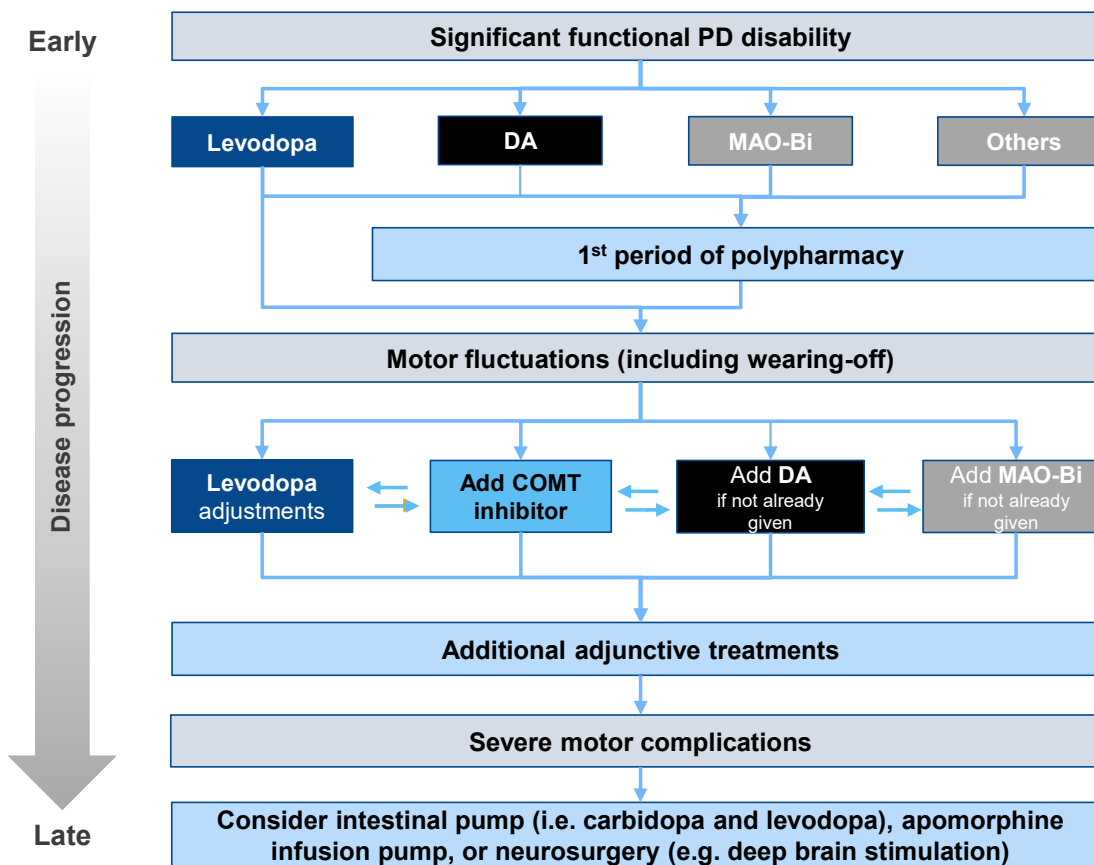 Early
Significant functional PD disability
Levodopa
DA
MAO-Bi
Others
1st period of polypharmacy
Disease progression
Motor fluctuations (including wearing-off)
Levodopa
adjustments
Add COMT
inhibitor
Add DA
if not already
given
Add MAO-Bi
if not already
given
Additional adjunctive treatments
Severe motor complications
Late
Consider intestinal pump (i.e. carbidopa and levodopa), apomorphine
infusion pump, or neurosurgery (e.g. deep brain stimulation)